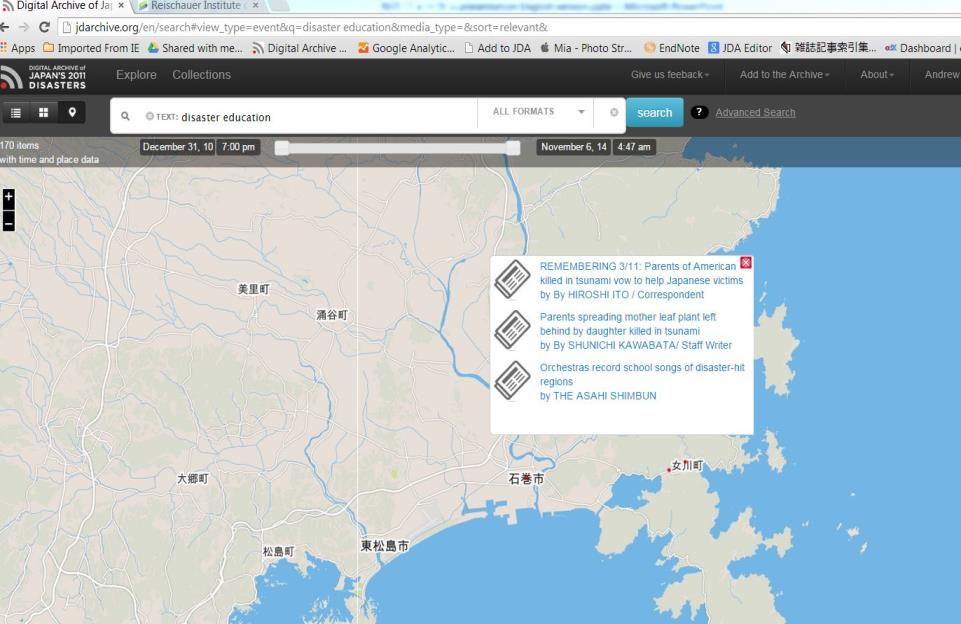 Digital Archive of Ja
Reischauer Institute
Microsoft PowerPoint
jdarchive.org/en/search#view_type=event&q=disaster education&media_type=&sort=relevant&
Apps
Imported From IE
Shared with me...
Digital Archive ...
Google Analytic...
Add to JDA
Mia - Photo Str...
EndNote
JDA Editor
雑誌記事索引集...
Dashboard |
DIGITAL ARCHIVE of
JAPAN'S 2011
DISASTERS
Explore
Collections
Give us feeback
Add to the Archive
About
Andrew
TEXT: disaster education
ALL FORMATS
search
?
Advanced Search
170 items
with time and place data
December 31, 10
7:00 pm
November 6, 14
4:47 am
+
–
REMEMBERING 3/11: Parents of American
killed in tsunami vow to help Japanese victims
by By HIROSHI ITO / Correspondent
Parents spreading mother leaf plant left
behind by daughter killed in tsunami
by By SHUNICHI KAWABATA/ Staff Writer
Orchestras record school songs of disaster-hit
regions
by THE ASAHI SHIMBUN
美里町
涌谷町
大郷町
石巻市
女川町
松島町
東松島市